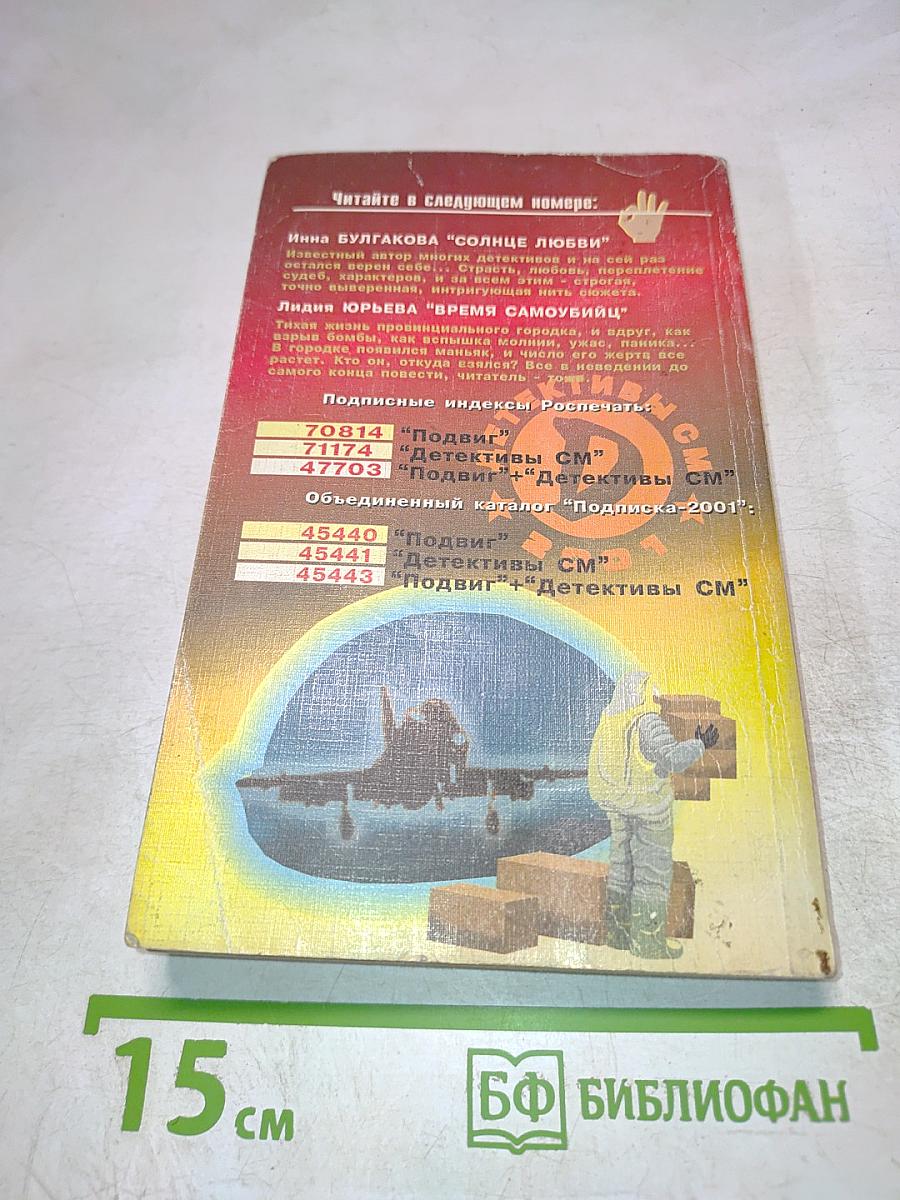 Читайте в следующем номере:
Инна БУЛГАКОВА "СОЛНЦЕ ЛЮБВИ"
Известный автор многих детективов и на сей раз
остался верен себе... Страсть, любовь, переплетение
судеб, характеров, и за всем этим - строгая,
точно выверенная, интригующая нить сюжета.
Лидия ЮРЬЕВА "ВРЕМЯ САМОУБИЙЦ"
Тихая жизнь провинциального городка, и вдруг, как
взрыв бомбы, как вспышка молнии, ужас, паника...
В городке появился маньяк, и число его жертв все
растет. Кто он, откуда взялся? Все в неведении до
самого конца повести, читатель - тоже.
ДЕТЕКТИВЫ СМ
Подписные индексы Роспечать:
70814 "Подвиг"
71174 "Детективы СМ"
47703 "Подвиг"+"Детективы СМ"
Объединенный каталог "Подписка-2001":
45440 "Подвиг"
45441 "Детективы СМ"
45443 "Подвиг"+"Детективы СМ"
15 см
БФ БИБЛИОФАН